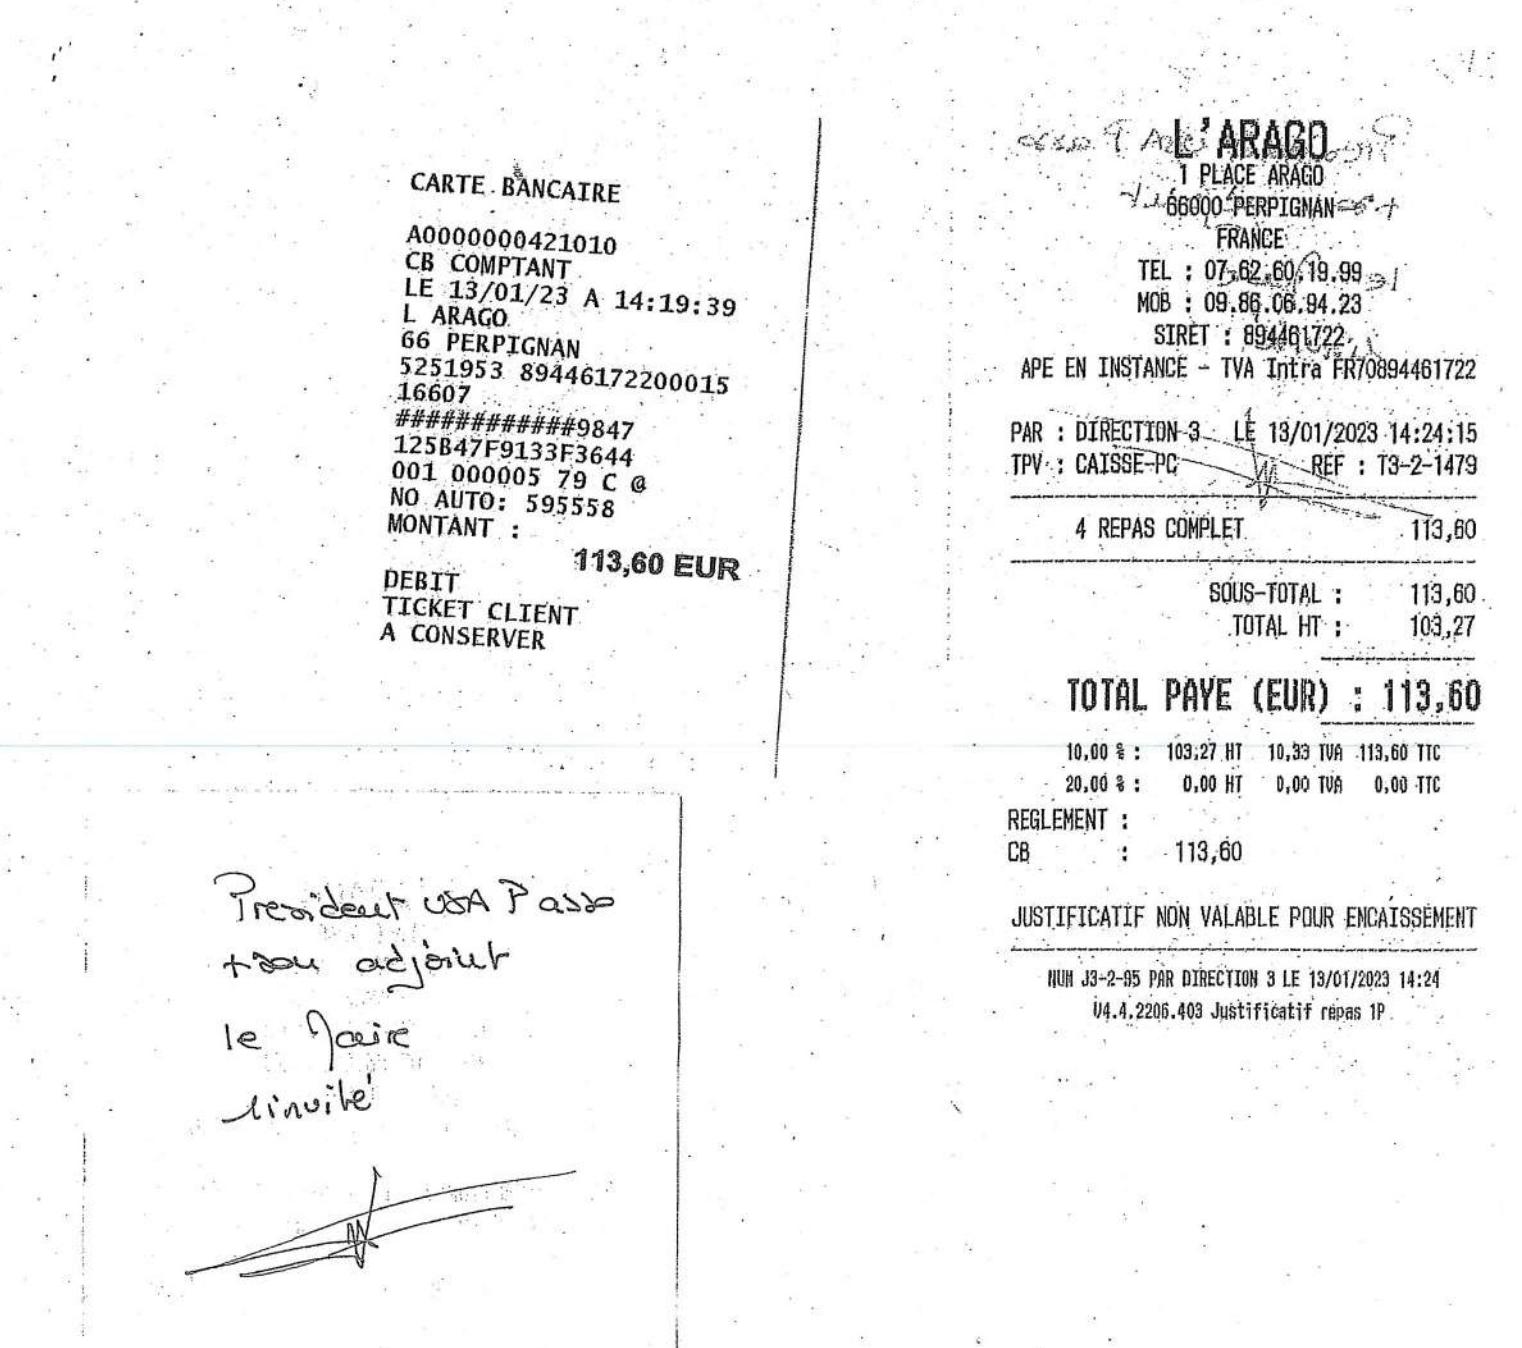 CARTE BANCAIRE
A0000000421010
CB COMPTANT
LE 13/01/23 A 14:19:39
L ARAGO
66 PERPIGNAN
5251953 89446172200015
16607
############9847
125B47F9133F3644
001 000005 79 C @
NO AUTO: 595558
MONTANT :
113,60 EUR
DEBIT
TICKET CLIENT
A CONSERVER
L'ARAGO
1 PLACE ARAGO
66000 PERPIGNAN
FRANCE
TEL : 07.62.60.19.99
MOB : 09.86.06.94.23
SIRET : 894461722
APE EN INSTANCE - TVA Intra FR70894461722
PAR : DIRECTION 3 LE 13/01/2023 14:24:15
TPV : CAISSE-PC REF : T3-2-1479
4 REPAS COMPLET 113,60
SOUS-TOTAL : 113,60
TOTAL HT : 103,27
TOTAL PAYE (EUR) : 113,60
10,00 % : 103,27 HT 10,33 TVA 113,60 TTC
20,00 % : 0,00 HT 0,00 TVA 0,00 TTC
REGLEMENT :
CB : 113,60
JUSTIFICATIF NON VALABLE POUR ENCAISSEMENT
NUM J3-2-95 PAR DIRECTION 3 LE 13/01/2023 14:24
V4.4.2206.403 Justificatif repas 1P
President USA P
+ son adjoint
le Maire
1 invité